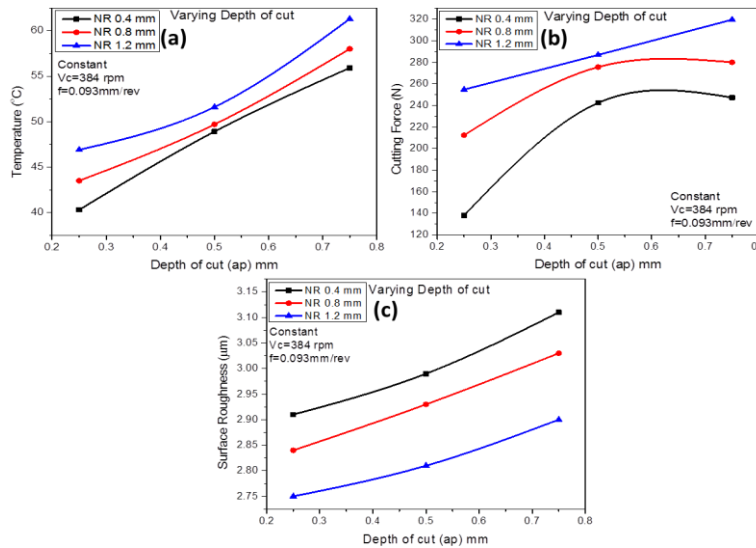 NR 0.4 mm
NR 0.8 mm
NR 1.2 mm
Varying Depth of cut
(a)
Constant
Vc=384 rpm
f=0.093mm/rev
60
55
50
45
40
0.2 0.3 0.4 0.5 0.6 0.7 0.8
Temperature (°C)
Depth of cut (ap) mm
NR 0.4 mm
NR 0.8 mm
NR 1.2 mm
Varying Depth of cut
(b)
320
300
280
260
240
220
200
180
160
140
120
0.2 0.3 0.4 0.5 0.6 0.7 0.8
Cutting Force (N)
Constant
Vc=384 rpm
f=0.093mm/rev
Depth of cut (ap) mm
NR 0.4 mm
NR 0.8 mm
NR 1.2 mm
Varying Depth of cut
(c)
Constant
Vc=384 rpm
f=0.093mm/rev
3.15
3.10
3.05
3.00
2.95
2.90
2.85
2.80
2.75
0.2 0.3 0.4 0.5 0.6 0.7 0.8
Surface Roughness (µm)
Depth of cut (ap) mm